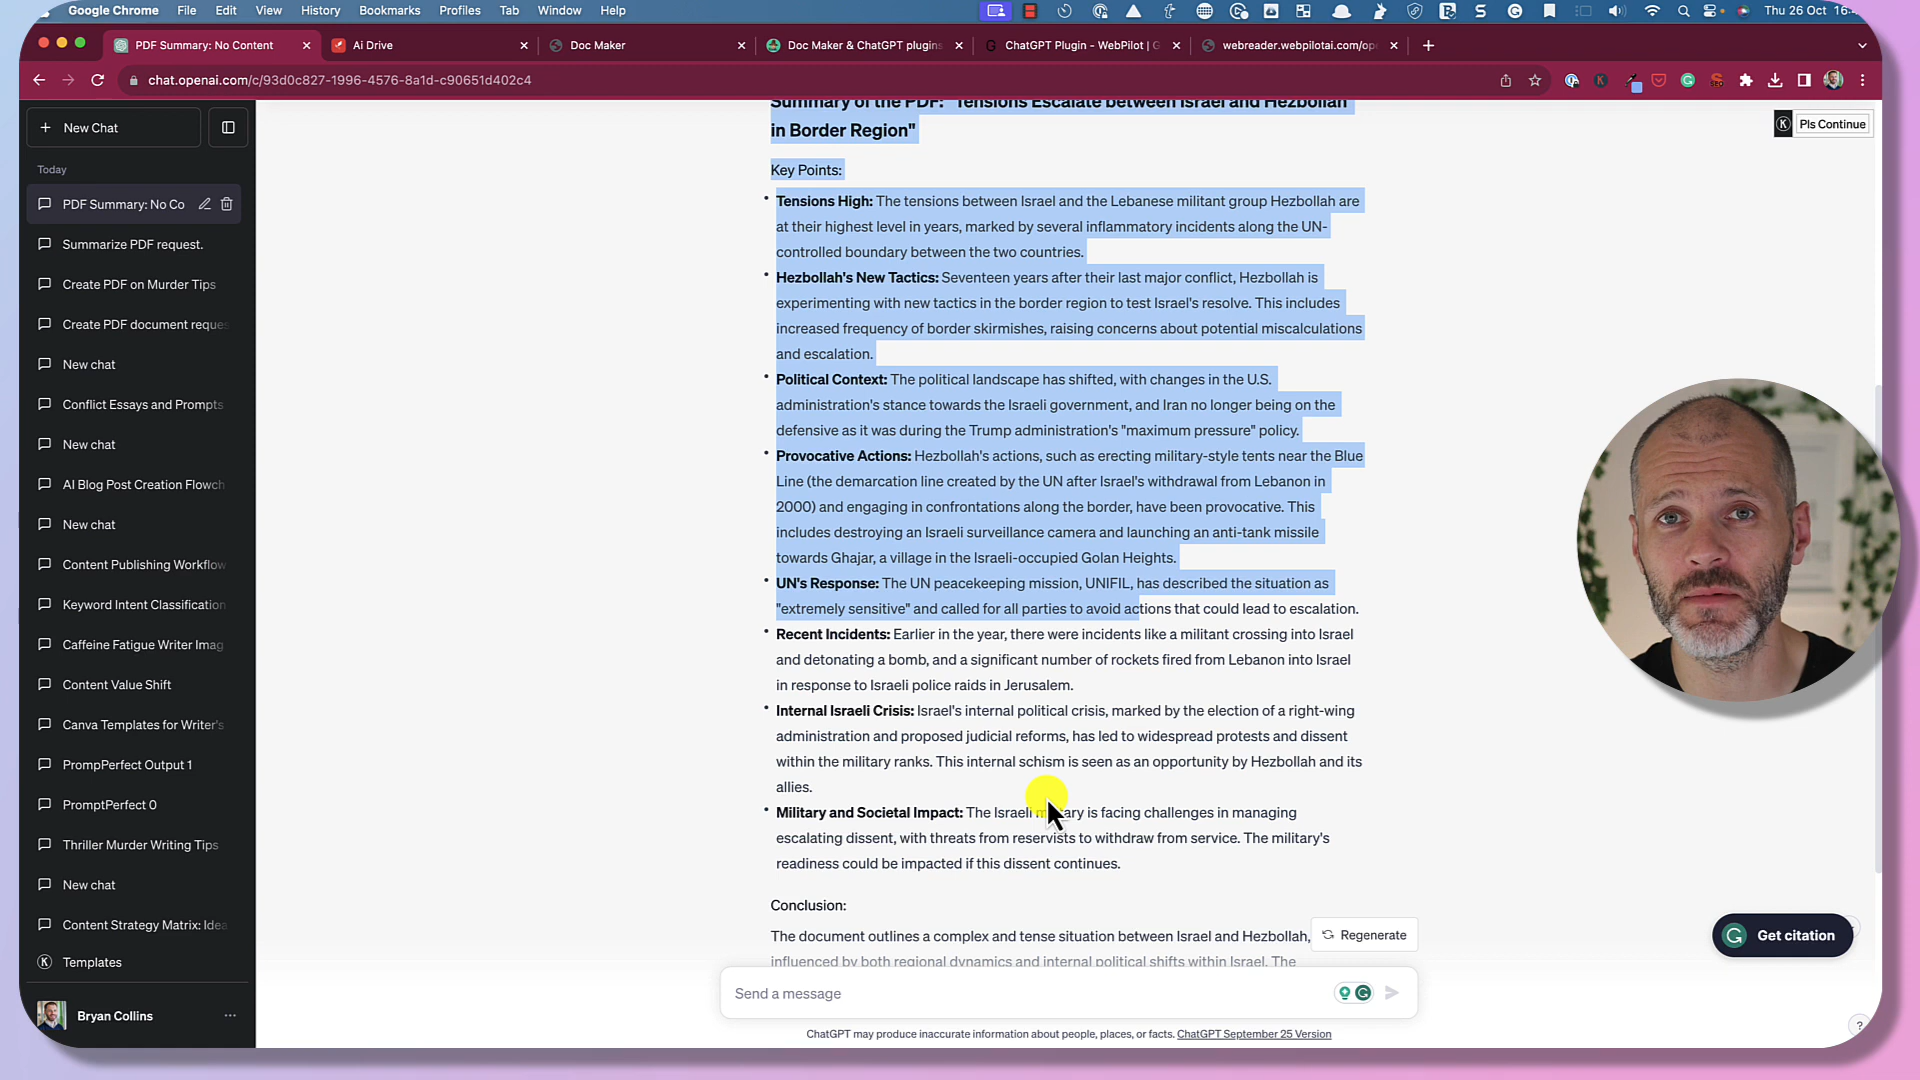 Google Chrome File Edit View History Bookmarks Profiles Tab Window Help Thu 26 Oct
PDF Summary: No Content
Ai Drive
Doc Maker
Doc Maker & ChatGPT plugins
ChatGPT Plugin - WebPilot | G
webreader.webpilotai.com/op
chat.openai.com/c/93d0c827-1996-4576-8a1d-c90651d402c4
New Chat
Today
PDF Summary: No Co
Summarize PDF request.
Create PDF on Murder Tips
Create PDF document reques
New chat
Conflict Essays and Prompts
New chat
AI Blog Post Creation Flowch
New chat
Content Publishing Workflow
Keyword Intent Classification
Caffeine Fatigue Writer Imag
Content Value Shift
Canva Templates for Writer's
PrompPerfect Output 1
PromptPerfect 0
Thriller Murder Writing Tips
New chat
Content Strategy Matrix: Idea
Templates
Bryan Collins
Summary of the PDF: "Tensions Escalate between Israel and Hezbollah
in Border Region"
Key Points:
Tensions High: The tensions between Israel and the Lebanese militant group Hezbollah are
at their highest level in years, marked by several inflammatory incidents along the UN-
controlled boundary between the two countries.
Hezbollah's New Tactics: Seventeen years after their last major conflict, Hezbollah is
experimenting with new tactics in the border region to test Israel's resolve. This includes
increased frequency of border skirmishes, raising concerns about potential miscalculations
and escalation.
Political Context: The political landscape has shifted, with changes in the U.S.
administration's stance towards the Israeli government, and Iran no longer being on the
defensive as it was during the Trump administration's "maximum pressure" policy.
Provocative Actions: Hezbollah's actions, such as erecting military-style tents near the Blue
Line (the demarcation line created by the UN after Israel's withdrawal from Lebanon in
2000) and engaging in confrontations along the border, have been provocative. This
includes destroying an Israeli surveillance camera and launching an anti-tank missile
towards Ghajar, a village in the Israeli-occupied Golan Heights.
UN's Response: The UN peacekeeping mission, UNIFIL, has described the situation as
"extremely sensitive" and called for all parties to avoid actions that could lead to escalation.
Recent Incidents: Earlier in the year, there were incidents like a militant crossing into Israel
and detonating a bomb, and a significant number of rockets fired from Lebanon into Israel
in response to Israeli police raids in Jerusalem.
Internal Israeli Crisis: Israel's internal political crisis, marked by the election of a right-wing
administration and proposed judicial reforms, has led to widespread protests and dissent
within the military ranks. This internal schism is seen as an opportunity by Hezbollah and its
allies.
Military and Societal Impact: The Israeli military is facing challenges in managing
escalating dissent, with threats from reservists to withdraw from service. The military's
readiness could be impacted if this dissent continues.
Conclusion:
The document outlines a complex and tense situation between Israel and Hezbollah,
influenced by both regional dynamics and internal political shifts within Israel. The
Regenerate
Send a message
ChatGPT may produce inaccurate information about people, places, or facts. ChatGPT September 25 Version
Pls Continue
Get citation
?